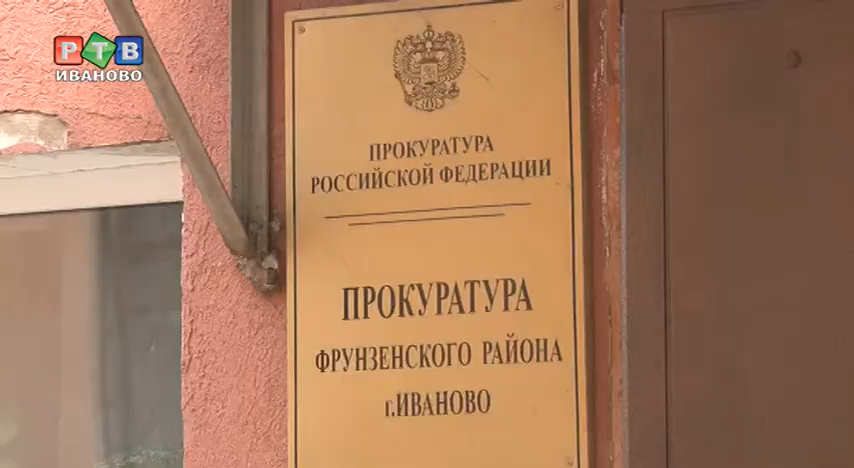 РТВ
ИВАНОВО
ПРОКУРАТУРА
РОССИЙСКОЙ ФЕДЕРАЦИИ
ПРОКУРАТУРА
ФРУНЗЕНСКОГО РАЙОНА
г.ИВАНОВО